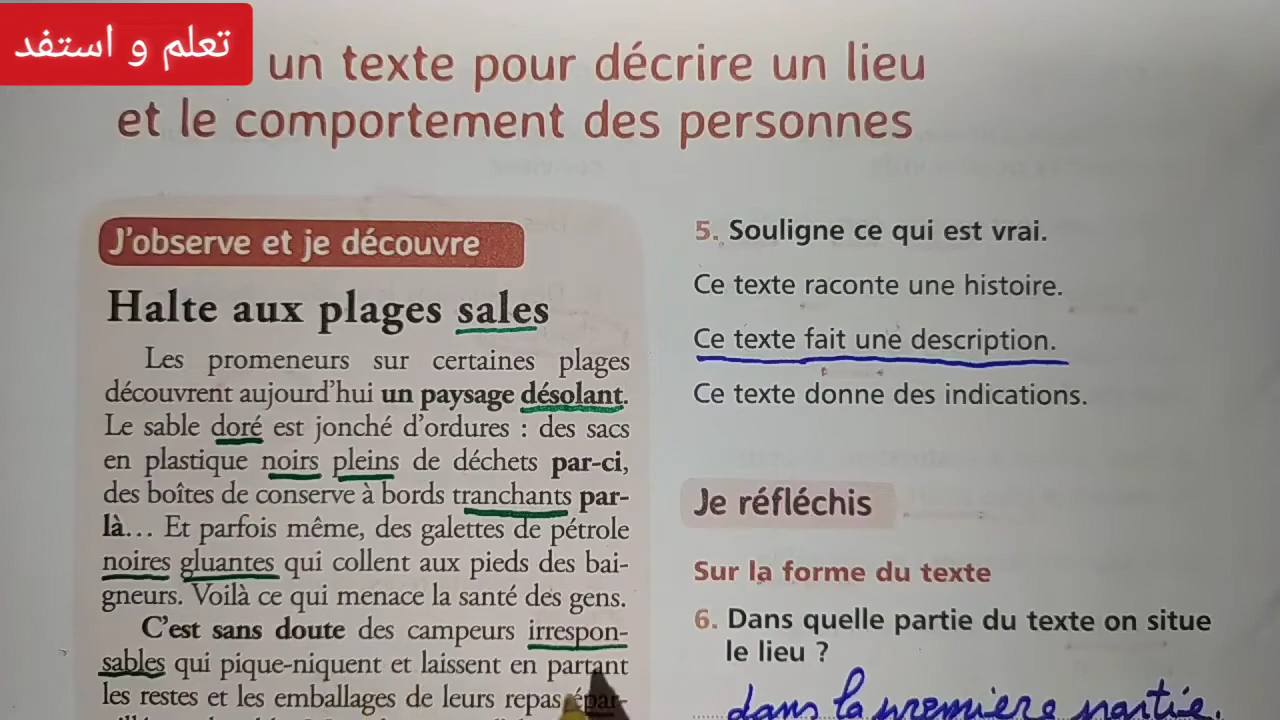 تعلم و استفد
un texte pour décrire un lieu
et le comportement des personnes
J'observe et je découvre
Halte aux plages sales
Les promeneurs sur certaines plages
découvrent aujourd'hui un paysage désolant.
Le sable doré est jonché d'ordures : des sacs
en plastique noirs pleins de déchets par-ci,
des boîtes de conserve à bords tranchants par-
là... Et parfois même, des galettes de pétrole
noires gluantes qui collent aux pieds des bai-
gneurs. Voilà ce qui menace la santé des gens.
C'est sans doute des campeurs irrespon-
sables qui pique-niquent et laissent en partant
les restes et les emballages de leurs repas épar-
5. Souligne ce qui est vrai.
Ce texte raconte une histoire.
Ce texte fait une description.
Ce texte donne des indications.
Je réfléchis
Sur la forme du texte
6. Dans quelle partie du texte on situe
le lieu ?
dans la première partie.